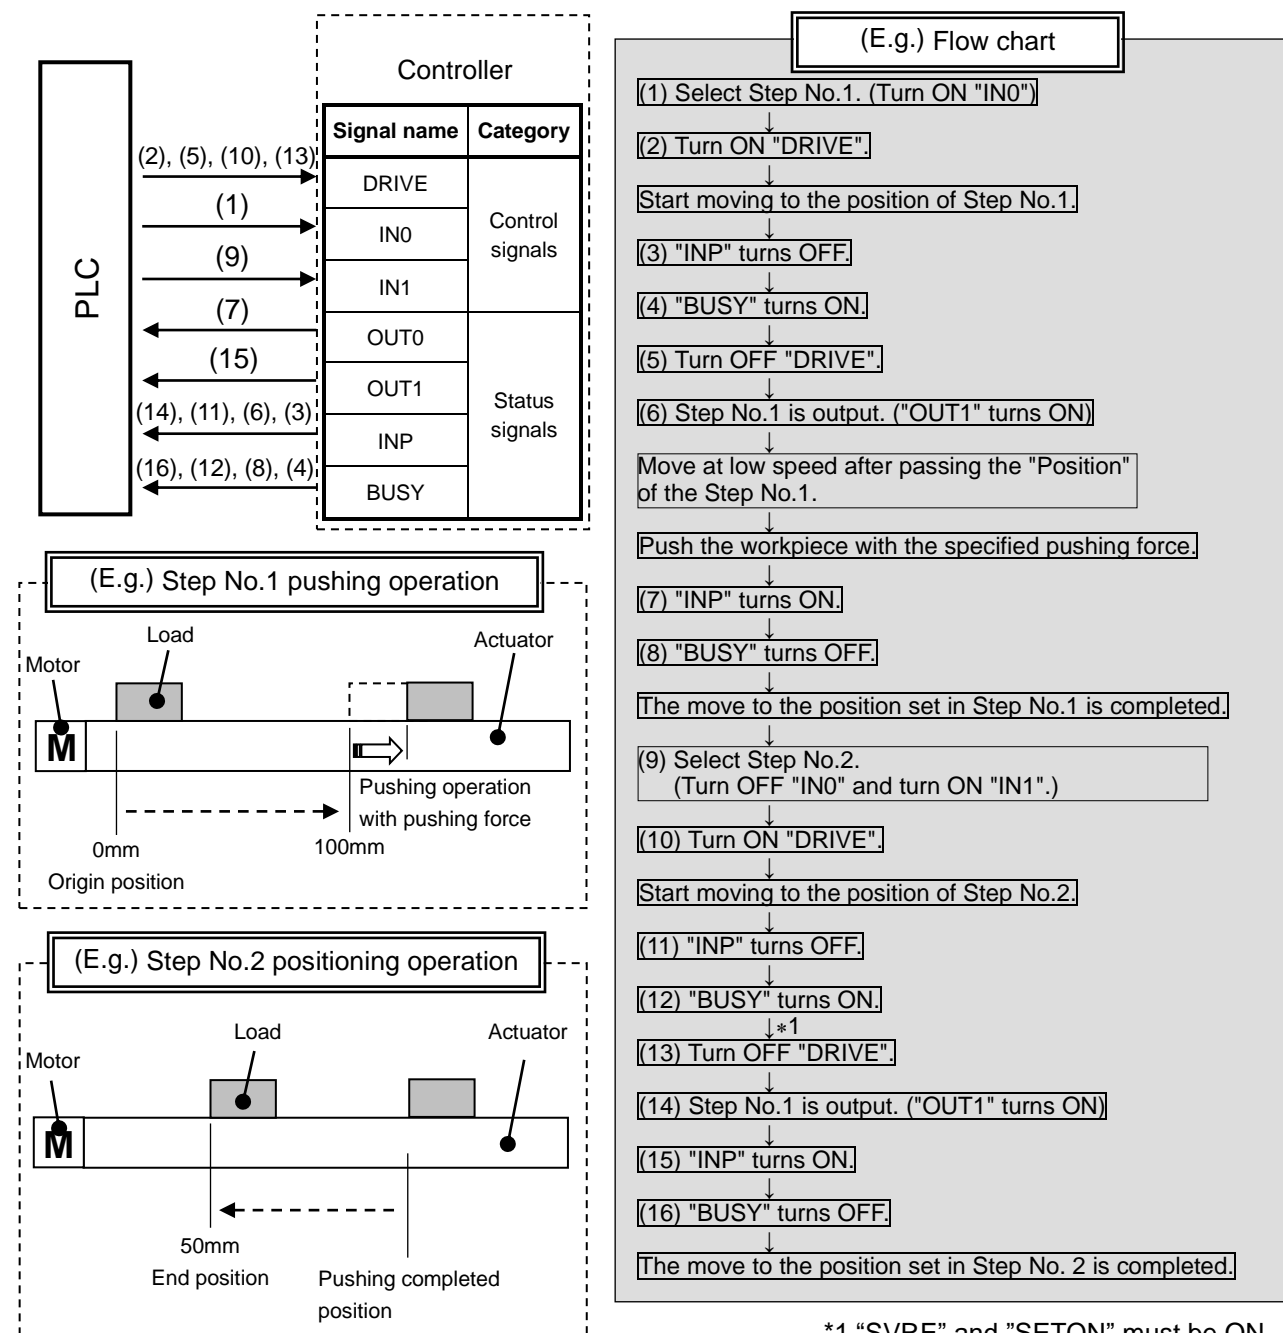 Controller
Signal name Category
DRIVE
IN0
IN1
Control
signals
OUT0
OUT1
INP
BUSY
Status
signals
PLC
(2), (5), (10), (13)
(1)
(9)
(7)
(15)
(14), (11), (6), (3)
(16), (12), (8), (4)
(E.g.) Step No.1 pushing operation
Load
Actuator
Motor
M
Pushing operation
with pushing force
0mm
100mm
Origin position
(E.g.) Step No.2 positioning operation
Load
Actuator
Motor
M
50mm
End position
Pushing completed
position
(E.g.) Flow chart
(1) Select Step No.1. (Turn ON "IN0")
↓
(2) Turn ON "DRIVE".
↓
Start moving to the position of Step No.1.
↓
(3) "INP" turns OFF.
↓
(4) "BUSY" turns ON.
↓
(5) Turn OFF "DRIVE".
↓
(6) Step No.1 is output. ("OUT1" turns ON)
↓
Move at low speed after passing the "Position"
of the Step No.1.
↓
Push the workpiece with the specified pushing force.
↓
(7) "INP" turns ON.
↓
(8) "BUSY" turns OFF.
↓
The move to the position set in Step No.1 is completed.
↓
(9) Select Step No.2.
(Turn OFF "IN0" and turn ON "IN1".)
↓
(10) Turn ON "DRIVE".
↓
Start moving to the position of Step No.2.
↓
(11) "INP" turns OFF.
↓
(12) "BUSY" turns ON.
↓*1
(13) Turn OFF "DRIVE".
↓
(14) Step No.1 is output. ("OUT1" turns ON)
↓
(15) "INP" turns ON.
↓
(16) "BUSY" turns OFF.
↓
The move to the position set in Step No. 2 is completed.
*1 “SVRE” and ”SETON” must be ON